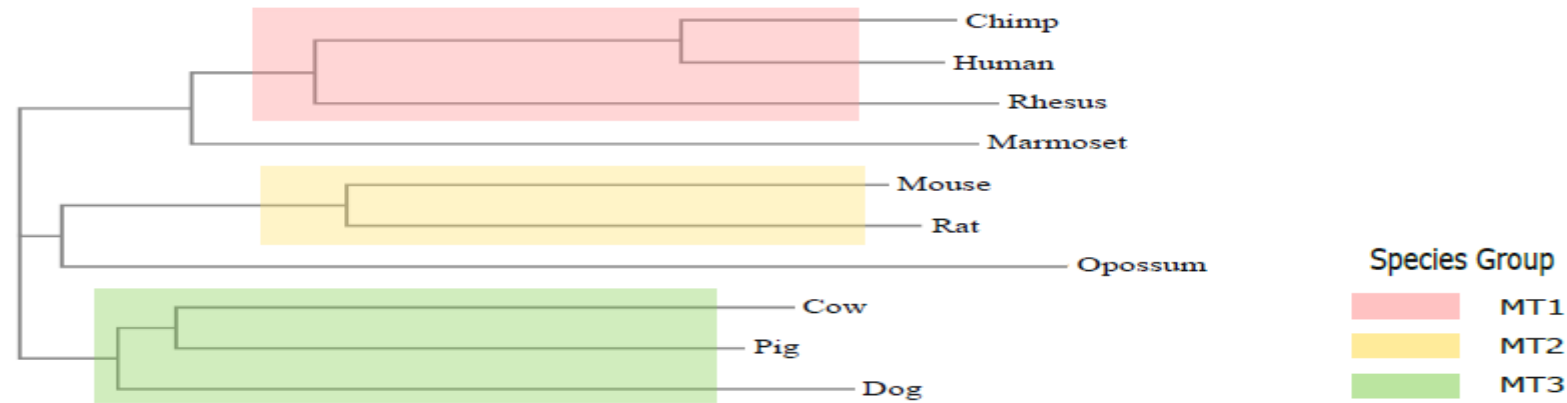 Chimp
Human
Rhesus
Marmoset
Mouse
Rat
Opossum
Cow
Pig
Dog
Species Group
MT1
MT2
MT3